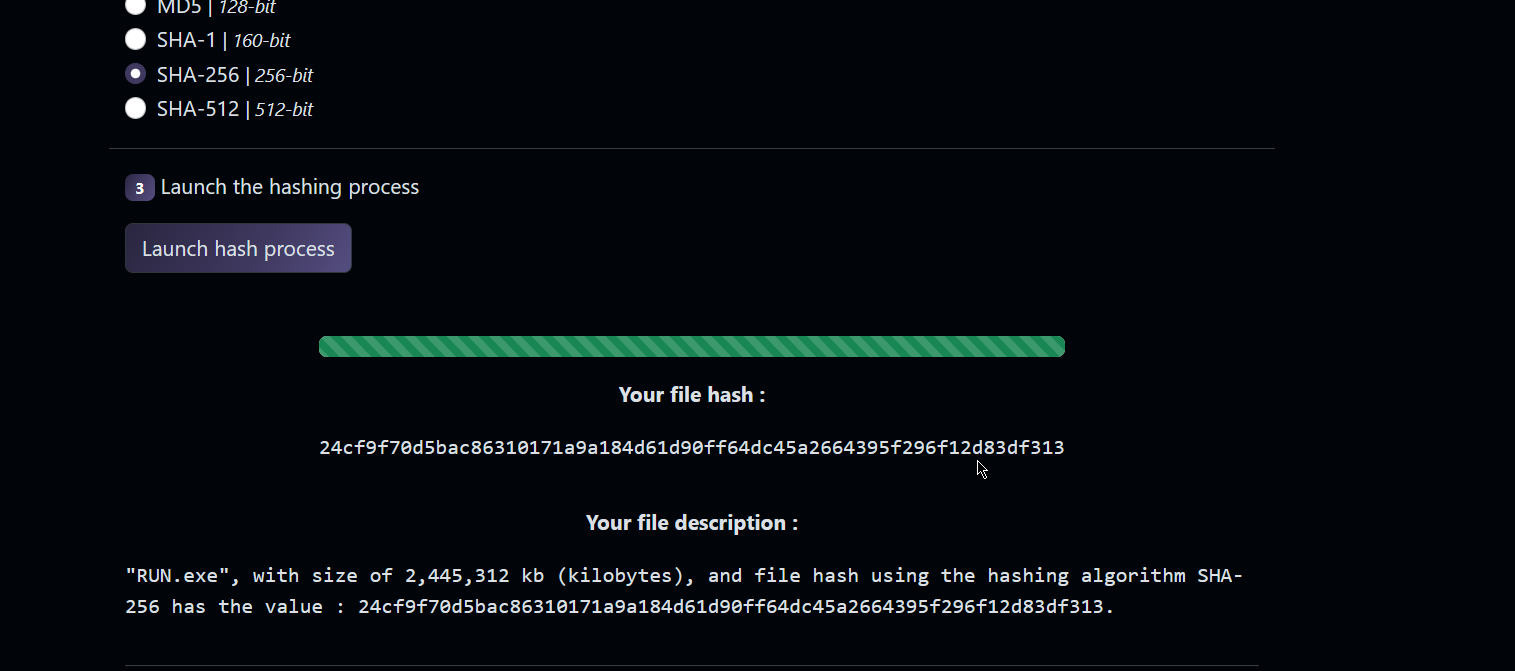 MD5 | 128-bit
SHA-1 | 160-bit
SHA-256 | 256-bit
SHA-512 | 512-bit
3 Launch the hashing process
Launch hash process
Your file hash :
24cf9f70d5bac86310171a9a184d61d90ff64dc45a2664395f296f12d83df313
Your file description :
"RUN.exe", with size of 2,445,312 kb (kilobytes), and file hash using the hashing algorithm SHA-
256 has the value : 24cf9f70d5bac86310171a9a184d61d90ff64dc45a2664395f296f12d83df313.